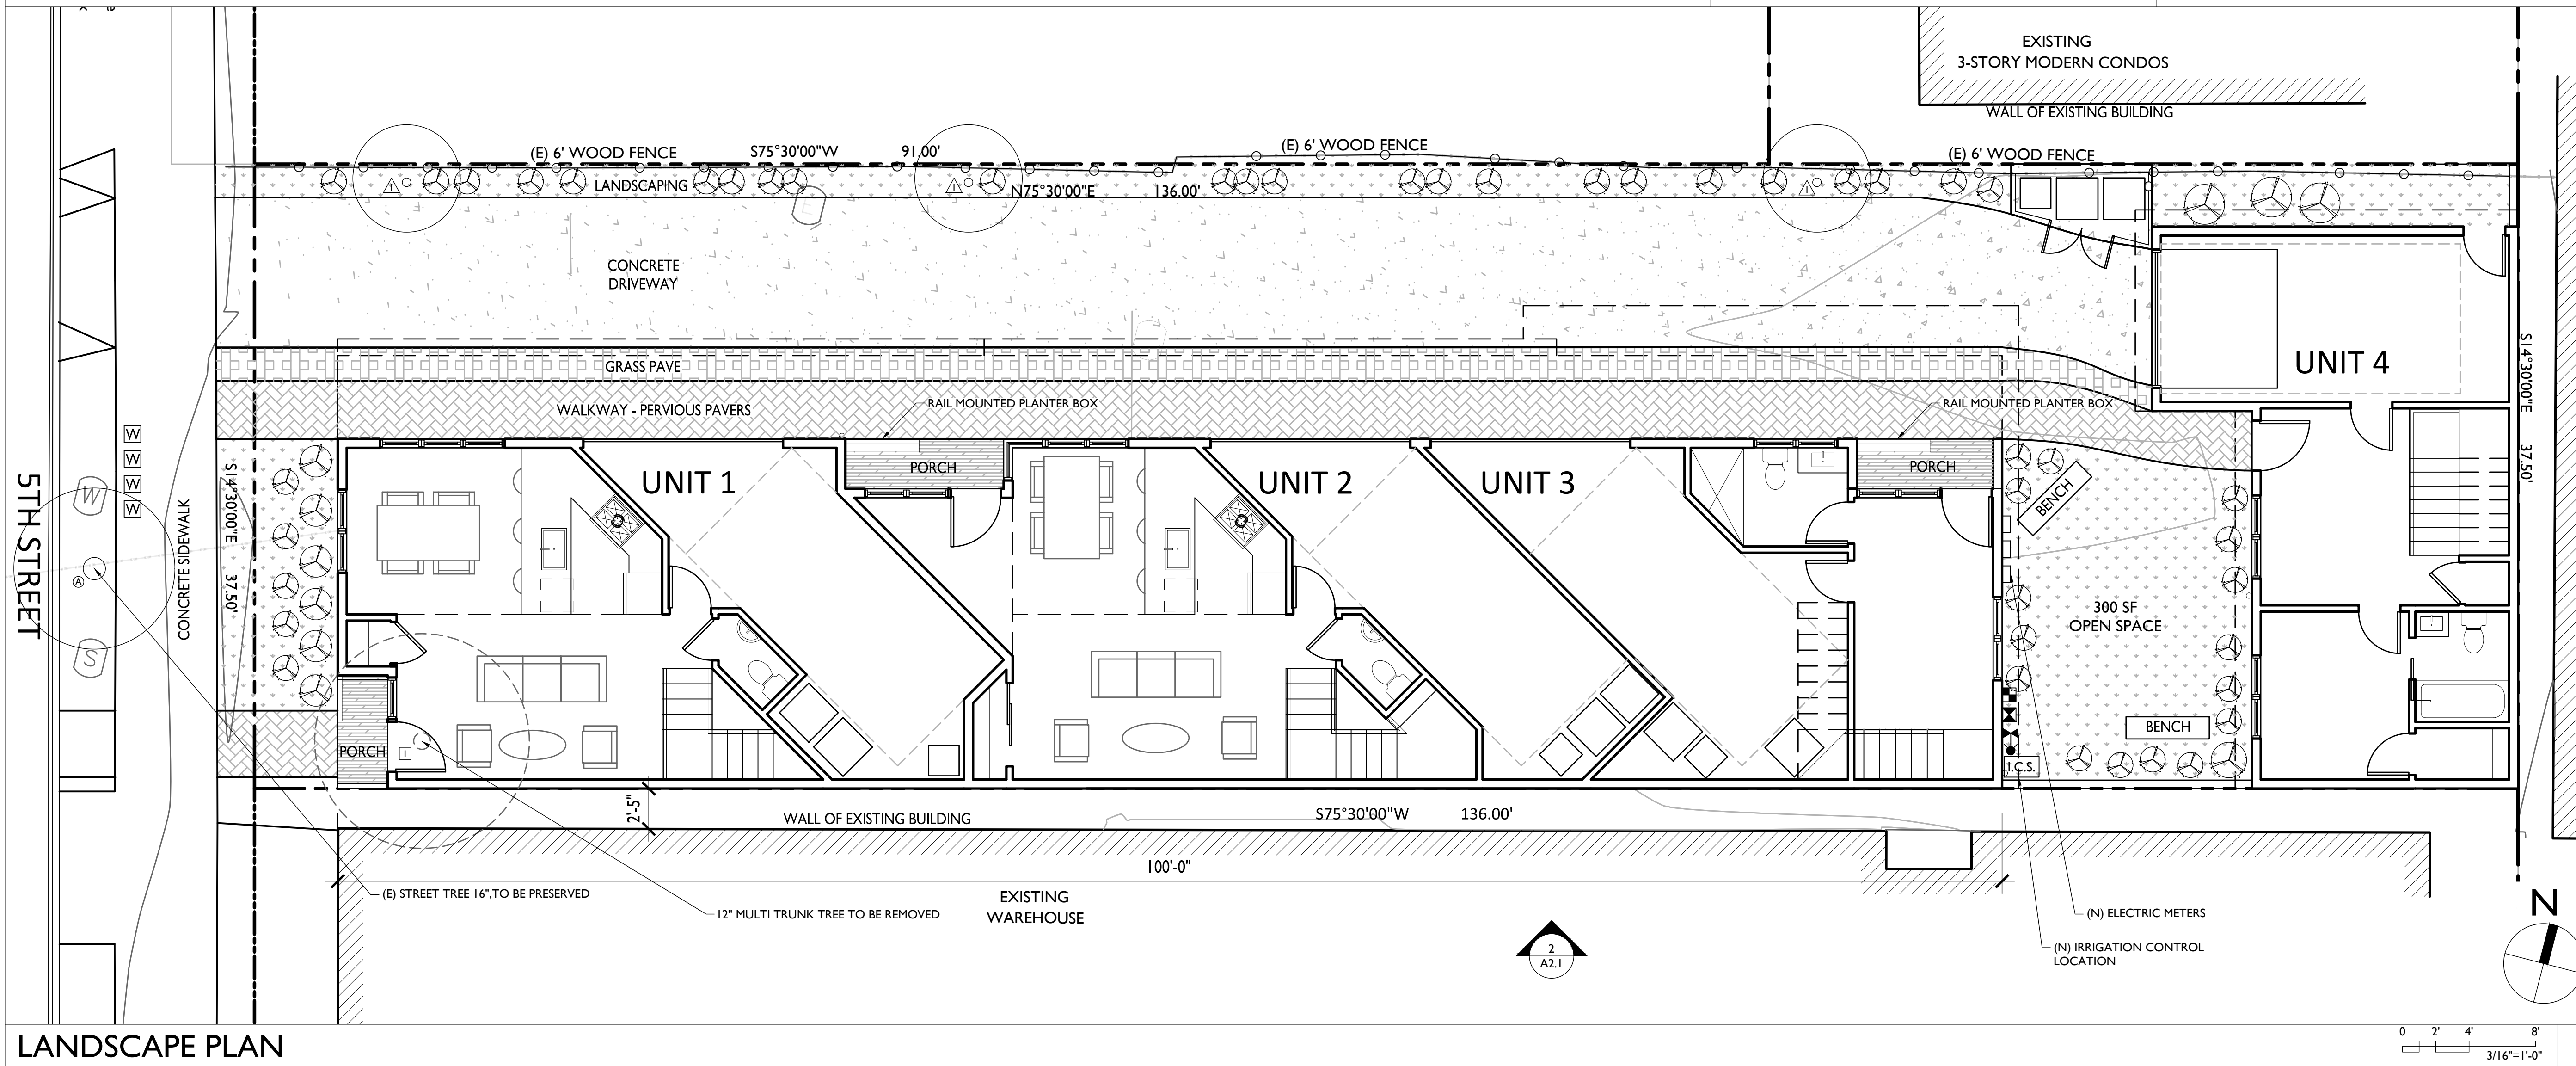 EXISTING
3-STORY MODERN CONDOS
WALL OF EXISTING BUILDING
(E) 6' WOOD FENCE
S75°30'00"W
91.00'
(E) 6' WOOD FENCE
(E) 6' WOOD FENCE
LANDSCAPING
N75°30'00"E
136.00'
CONCRETE
DRIVEWAY
GRASS PAVE
WALKWAY - PERVIOUS PAVERS
RAIL MOUNTED PLANTER BOX
RAIL MOUNTED PLANTER BOX
UNIT 4
S14°30'00"E
37.50'
W
W
W
W
W
S
A
5TH STREET
CONCRETE SIDEWALK
S14°30'00"E
37.50'
UNIT 1
PORCH
UNIT 2
UNIT 3
PORCH
BENCH
300 SF
OPEN SPACE
BENCH
I.C.S.
PORCH
1
2'-5"
WALL OF EXISTING BUILDING
S75°30'00"W
136.00'
100'-0"
(E) STREET TREE 16",TO BE PRESERVED
12" MULTI TRUNK TREE TO BE REMOVED
EXISTING
WAREHOUSE
(N) ELECTRIC METERS
(N) IRRIGATION CONTROL
LOCATION
2
A2.1
N
LANDSCAPE PLAN
0 2' 4' 8'
3/16"=1'-0"